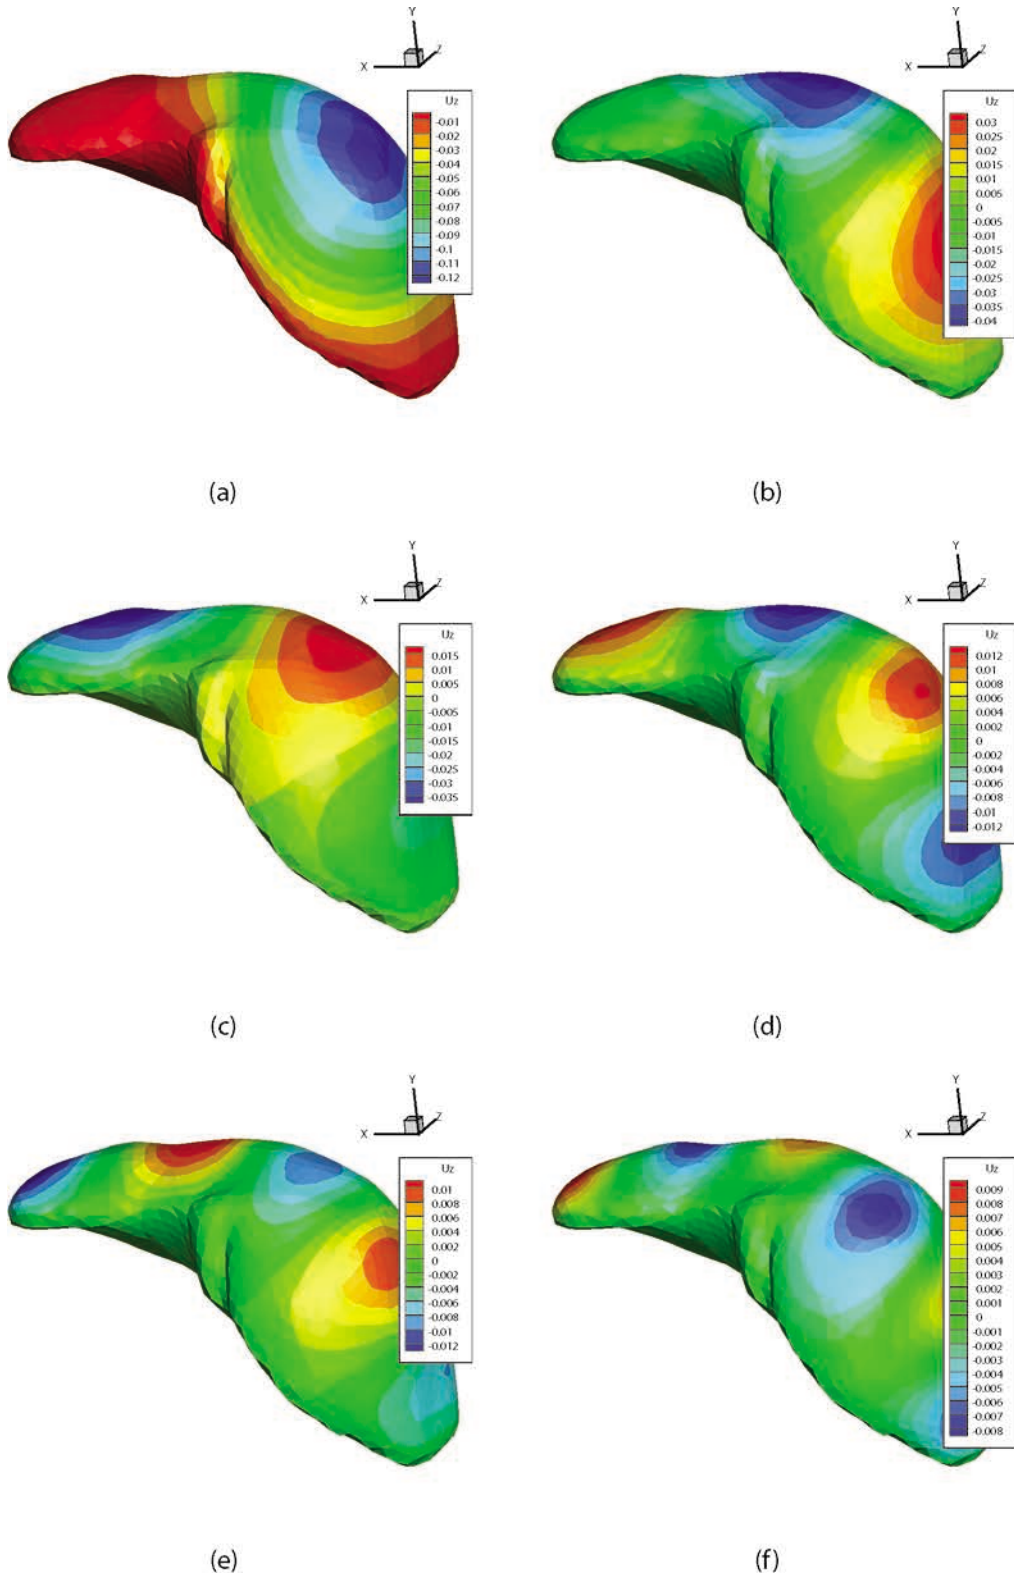 Y
X
Z
Uz
-0.01
-0.02
-0.03
-0.04
-0.05
-0.06
-0.07
-0.08
-0.09
-0.1
-0.11
-0.12
(a)
Y
X
Z
Uz
0.03
0.025
0.02
0.015
0.01
0.005
0
-0.005
-0.01
-0.015
-0.02
-0.025
-0.03
-0.035
-0.04
(b)
Y
X
Z
Uz
0.015
0.01
0.005
0
-0.005
-0.01
-0.015
-0.02
-0.025
-0.03
-0.035
(c)
Y
X
Z
Uz
0.012
0.01
0.008
0.006
0.004
0.002
0
-0.002
-0.004
-0.006
-0.008
-0.01
-0.012
(d)
Y
X
Z
Uz
0.01
0.008
0.006
0.004
0.002
0
-0.002
-0.004
-0.006
-0.008
-0.01
-0.012
(e)
Y
X
Z
Uz
0.009
0.008
0.007
0.006
0.005
0.004
0.003
0.002
0.001
0
-0.001
-0.002
-0.003
-0.004
-0.005
-0.006
-0.007
-0.008
(f)